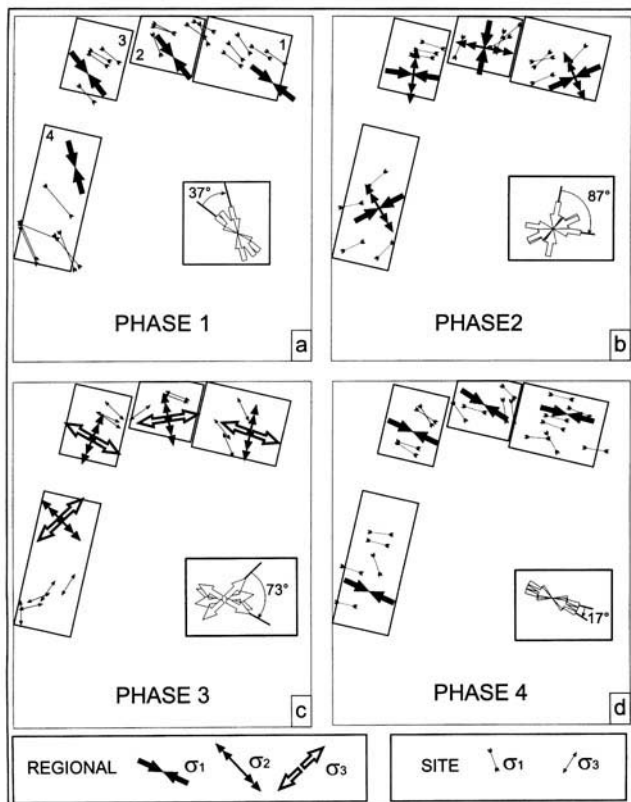 3
2
1
4
37°
PHASE 1
a
87°
PHASE2
b
73°
PHASE 3
c
17°
PHASE 4
d
REGIONAL σ1 σ2 σ3
SITE σ1 σ3